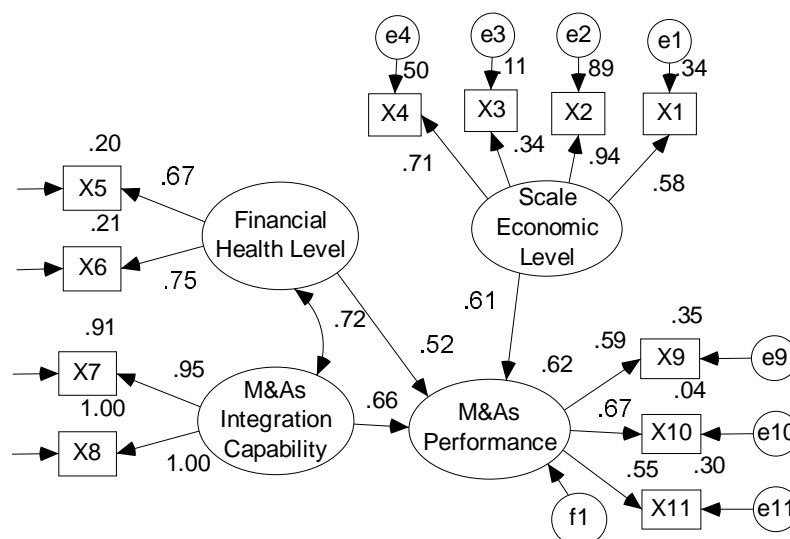 e4
e3
e2
e1
.50
.11
.89
.34
X4
X3
X2
X1
.71
.34
.94
.58
.20
X5
.67
.21
X6
.75
Financial
Health Level
Scale
Economic
Level
.61
.72
.52
.91
X7
.95
1.00
X8
1.00
M&As
Integration
Capability
.66
.62
M&As
Performance
f1
.35
.59
X9
e9
.04
.67
X10
e10
.30
.55
X11
e11